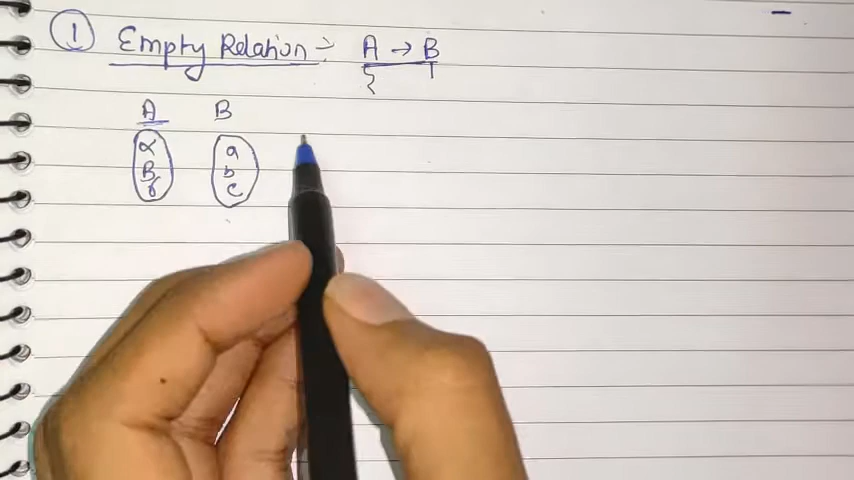 ① Empty Relation :- A → B
A B
α a
β b
γ c